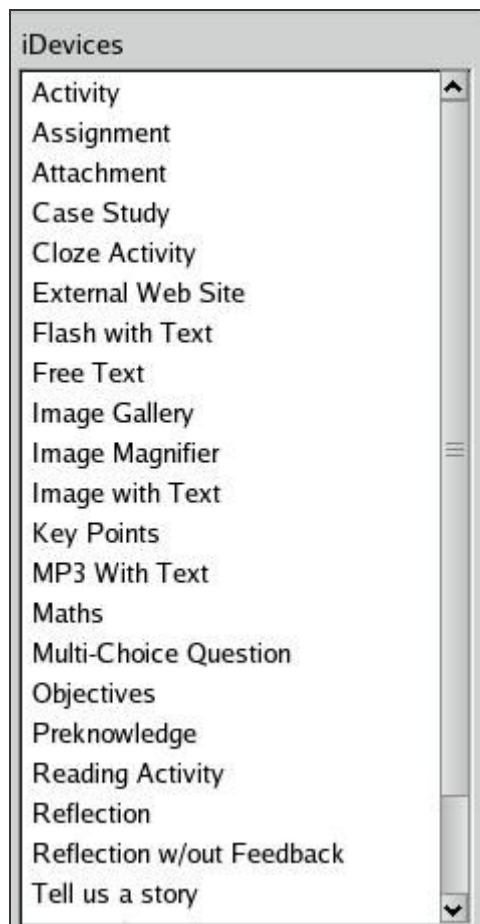 iDevices
Activity
Assignment
Attachment
Case Study
Cloze Activity
External Web Site
Flash with Text
Free Text
Image Gallery
Image Magnifier
Image with Text
Key Points
MP3 With Text
Maths
Multi-Choice Question
Objectives
Preknowledge
Reading Activity
Reflection
Reflection w/out Feedback
Tell us a story